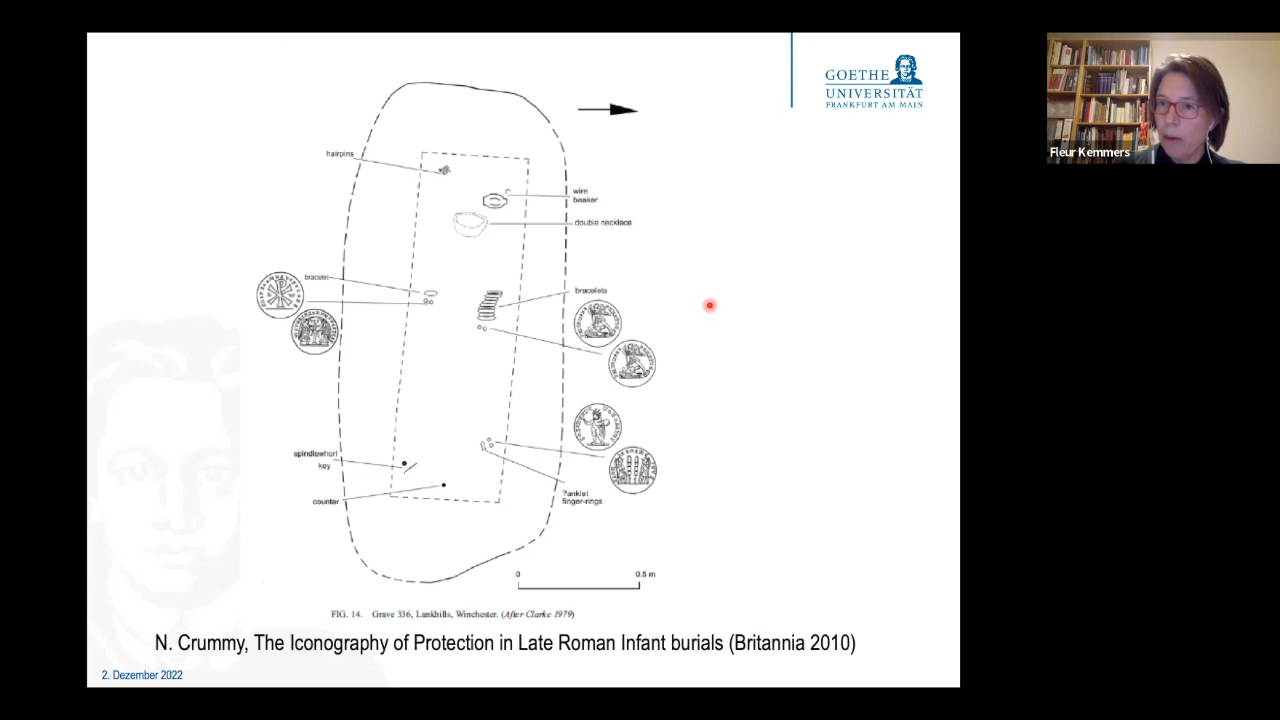 GOETHE
UNIVERSITÄT
FRANKFURT AM MAIN
Fleur Kemmers
hairpins
wire
beaker
double necklace
bracelet
bracelets
spindlewhorl
key
counter
?anklet
finger-rings
0
0.5 m
FIG. 14. Grave 336, Lankhills, Winchester. (After Clarke 1979)
N. Crummy, The Iconography of Protection in Late Roman Infant burials (Britannia 2010)
2. Dezember 2022